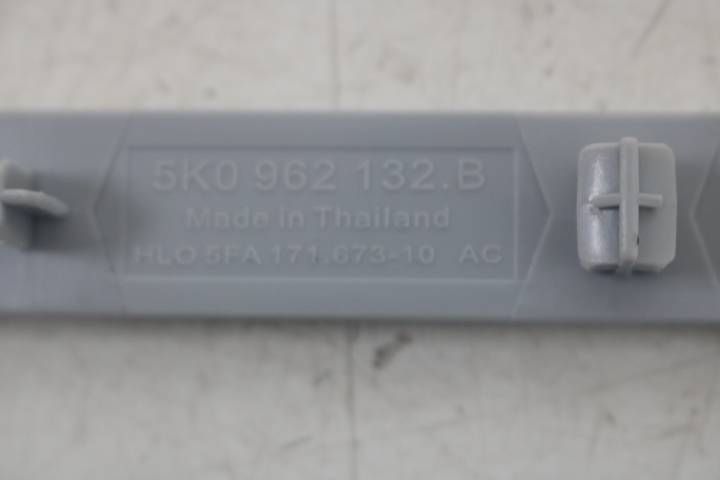 5K0 962 132.B
Made in Thailand
HLO 5FA 171.673-10 AC